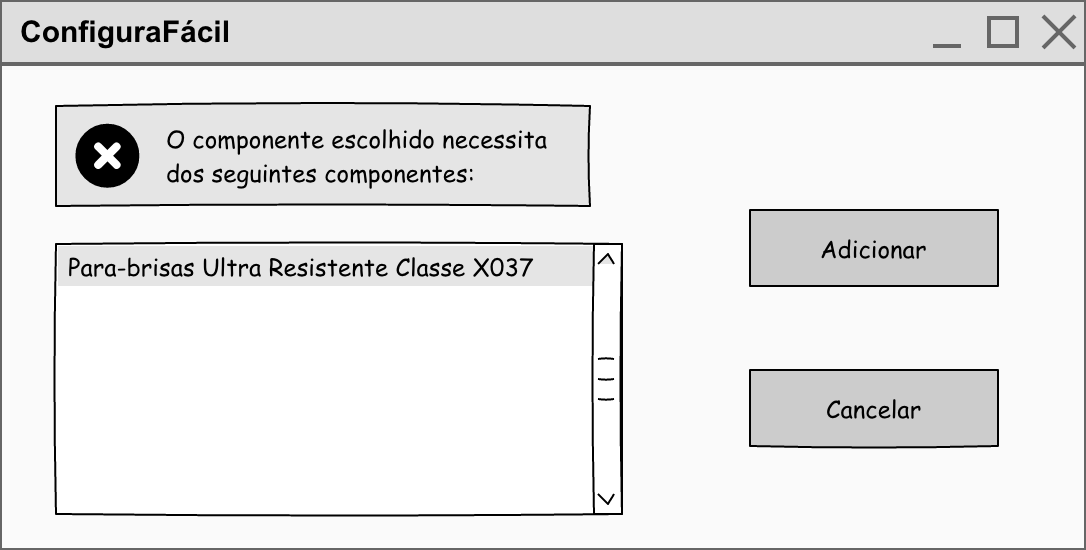 ConfiguraFácil
O componente escolhido necessita
dos seguintes componentes:
Para-brisas Ultra Resistente Classe X037
Adicionar
Cancelar